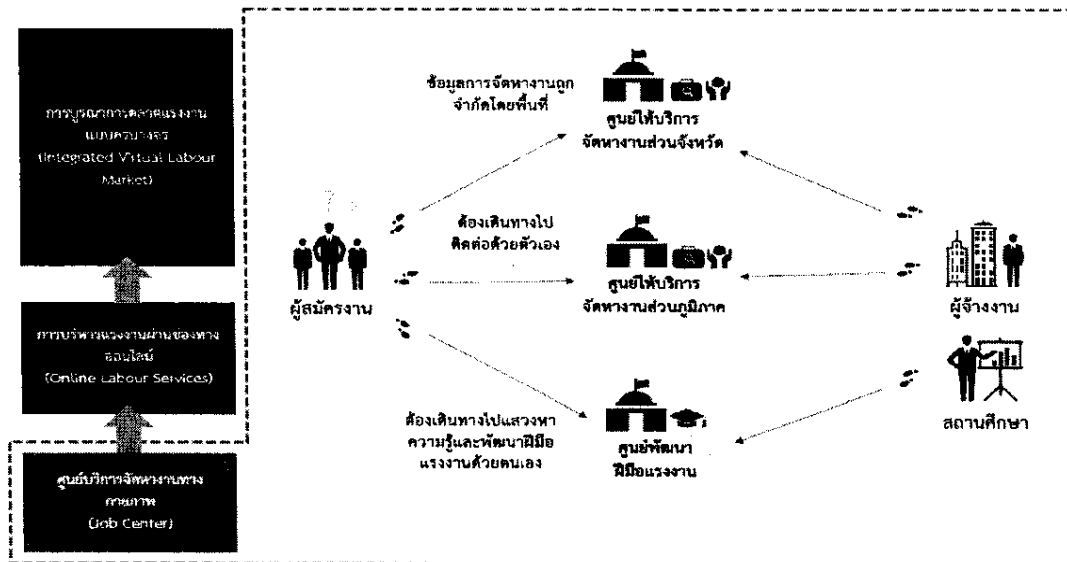 การบูรณาการตลาดแรงงาน
แบบครบวงจร
(Integrated Virtual Labour
Market)
การบริหารแรงงานผ่านช่องทาง
ออนไลน์
(Online Labour Services)
ศูนย์บริการจัดหางานทาง
กายภาพ
(Job Center)
ข้อมูลการจัดหางานถูก
จำกัดโดยพื้นที่
ศูนย์ให้บริการ
จัดหางานส่วนจังหวัด
ผู้สมัครงาน
ต้องเดินทางไป
ติดต่อด้วยตัวเอง
ศูนย์ให้บริการ
จัดหางานส่วนภูมิภาค
ผู้จ้างงาน
ต้องเดินทางไปแสวงหา
ความรู้และพัฒนาฝีมือ
แรงงานด้วยตนเอง
ศูนย์พัฒนา
ฝีมือแรงงาน
สถานศึกษา